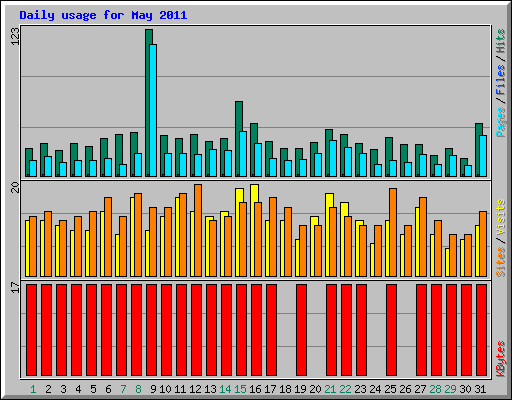 Daily usage for May 2011
123
20
17
Pages / Files / Hits
Sites / Visits
KBytes
1 2 3 4 5 6 7 8 9 10 11 12 13 14 15 16 17 18 19 20 21 22 23 24 25 26 27 28 29 30 31